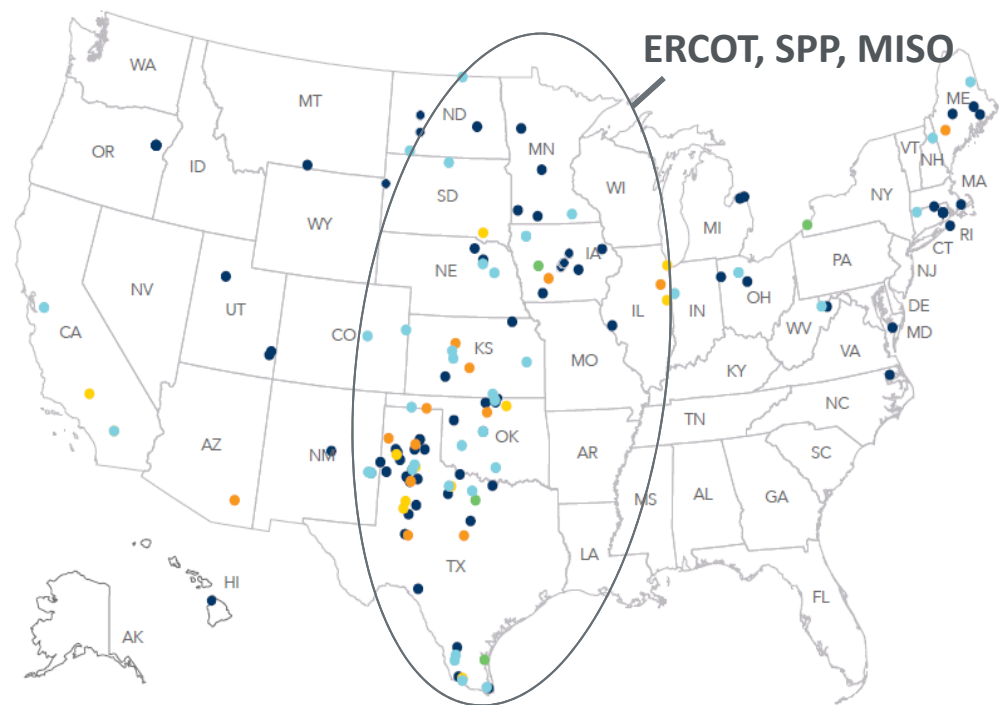 ERCOT, SPP, MISO
WA
MT
ND
MN
ME
OR
ID
SD
WI
VT
NH
NY
MA
WY
MI
RI
CT
NE
IA
PA
NJ
NV
UT
CO
IL
IN
OH
DE
MD
CA
KS
MO
WV
VA
KY
NC
TN
AZ
NM
OK
AR
SC
MS
AL
GA
TX
LA
HI
FL
AK